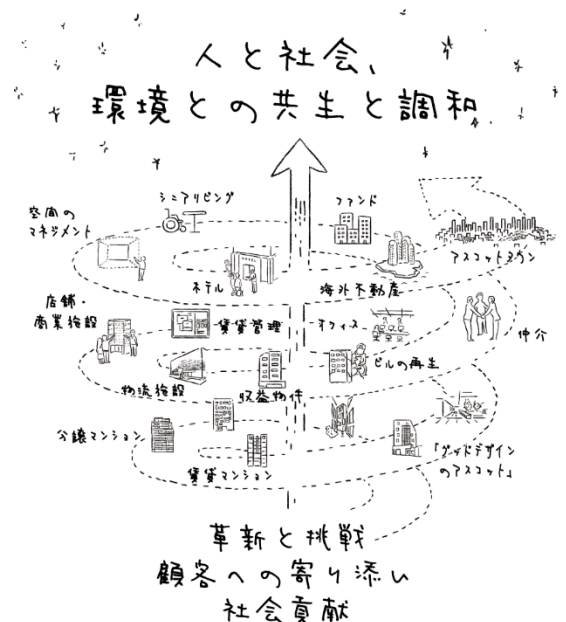 人と社会、
環境との共生と調和
シニアリビング
ファンド
空間の
マネジメント
アスコットタウン
ホテル
海外不動産
店舗・
商業施設
賃貸管理
オフィス
仲介
ビルの再生
物流施設
収益物件
分譲マンション
「グッドデザイン
のアスコット」
賃貸マンション
革新と挑戦
顧客への寄り添い
社会貢献